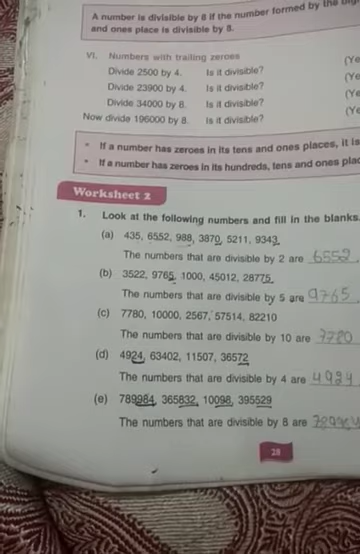 A number is divisible by 8 if the number formed by the
and ones place is divisible by 8.
VI. Numbers with trailing zeroes
Divide 2500 by 4. Is it divisible? (Ye
Divide 23900 by 4. Is it divisible? (Ye
Divide 34000 by 8. Is it divisible? (Ye
Now divide 196000 by 8. Is it divisible? (Ye
* If a number has zeroes in its tens and ones places, it is
* If a number has zeroes in its hundreds, tens and ones plac
Worksheet 2
1. Look at the following numbers and fill in the blanks.
(a) 435, 6552, 988, 3870, 5211, 9343.
The numbers that are divisible by 2 are 6552.
(b) 3522, 9765, 1000, 45012, 28775.
The numbers that are divisible by 5 are 9765
(c) 7780, 10000, 2567, 57514, 82210
The numbers that are divisible by 10 are 7780
(d) 4924, 63402, 11507, 36572
The numbers that are divisible by 4 are 4924
(e) 789984, 365832, 10098, 395529
The numbers that are divisible by 8 are
28